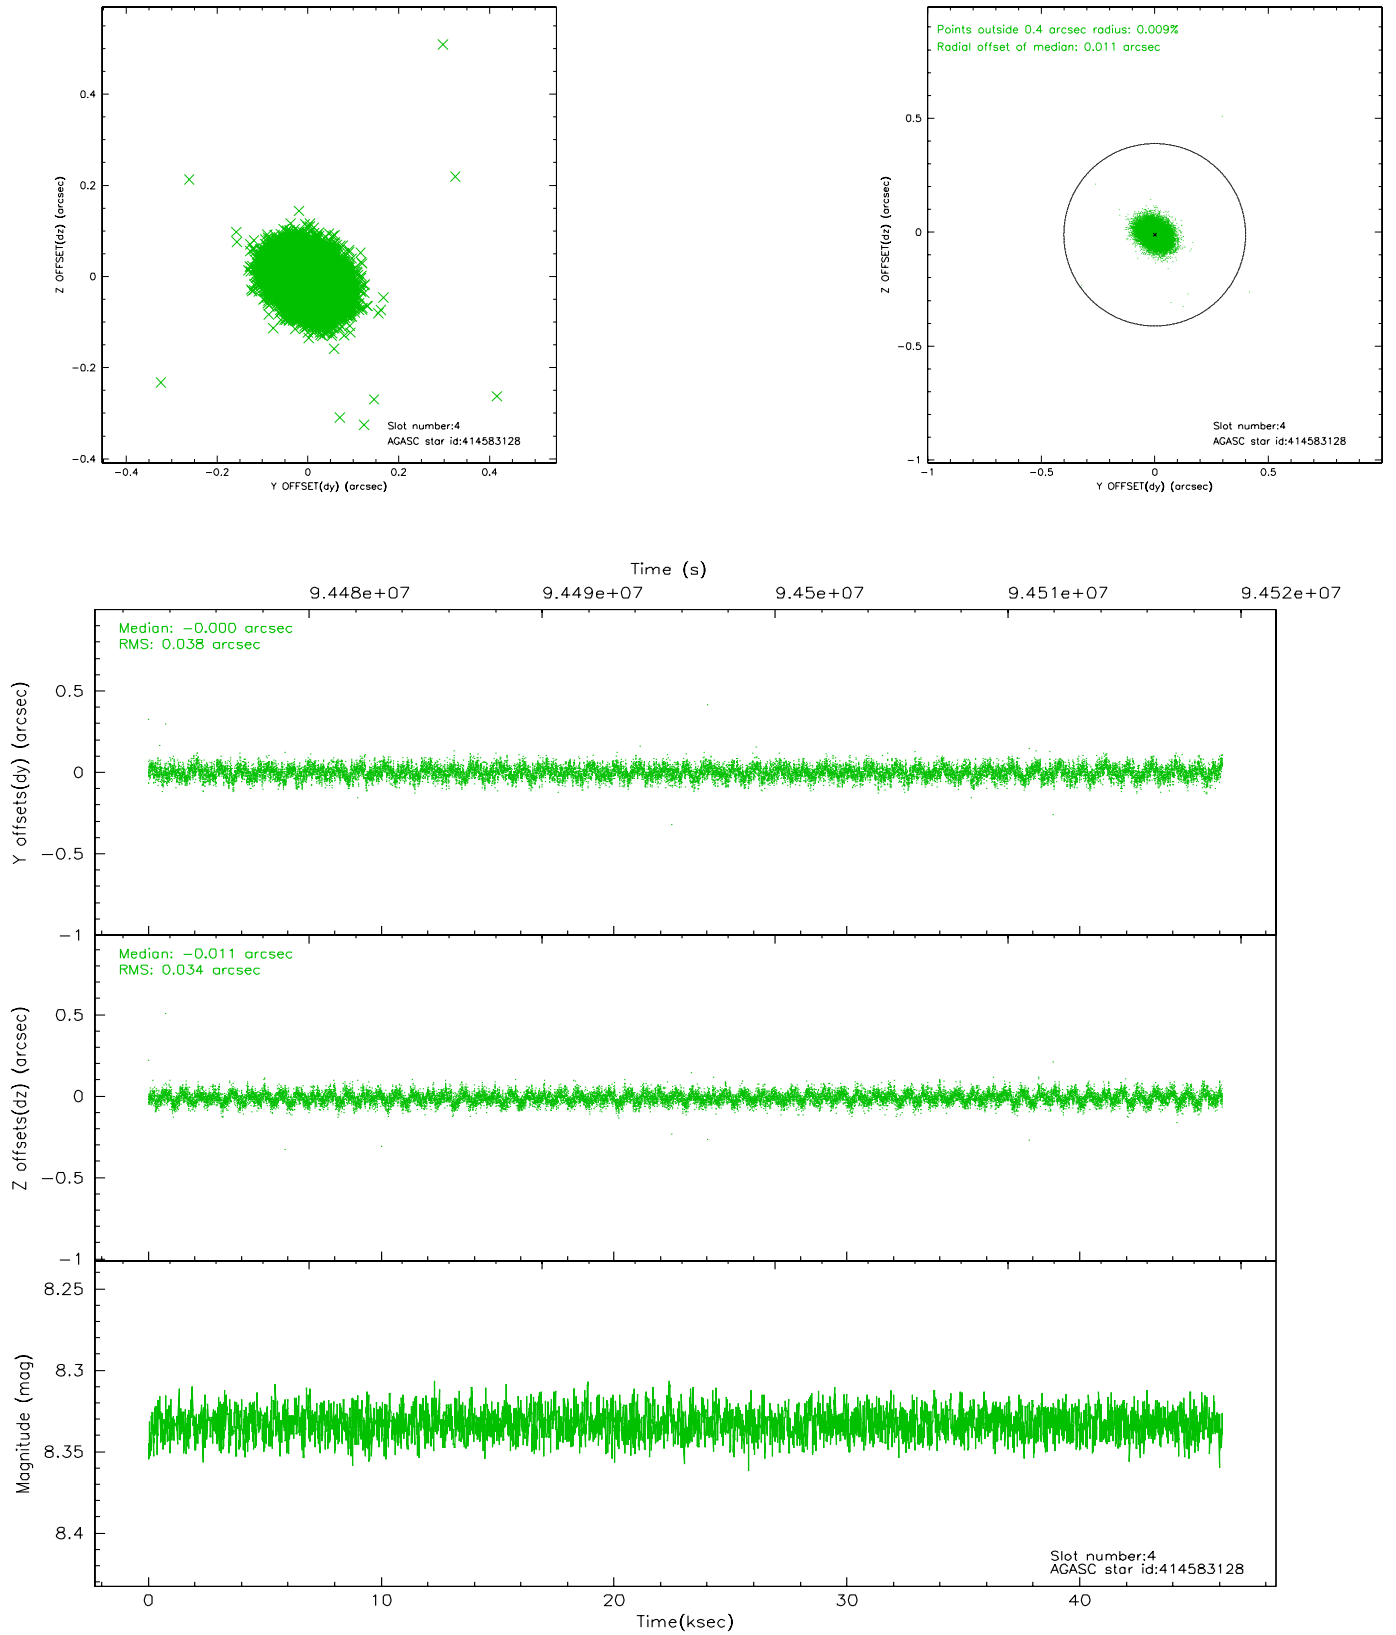 0.4
0.2
0
−0.2
−0.4
Z OFFSET(dz) (arcsec)
−0.4
−0.2
0
0.2
0.4
Y OFFSET(dy) (arcsec)
Slot number:4
AGASC star id:414583128
Points outside 0.4 arcsec radius: 0.009%
Radial offset of median: 0.011 arcsec
0.5
0
−0.5
−1
Z OFFSET(dz) (arcsec)
−1
−0.5
0
0.5
Y OFFSET(dy) (arcsec)
Slot number:4
AGASC star id:414583128
Time (s)
9.448e+07
9.449e+07
9.45e+07
9.451e+07
9.452e+07
Median: −0.000 arcsec
RMS: 0.038 arcsec
0.5
0
−0.5
−1
Y offsets(dy) (arcsec)
Median: −0.011 arcsec
RMS: 0.034 arcsec
0.5
0
−0.5
−1
Z offsets(dz) (arcsec)
8.25
8.3
8.35
8.4
Magnitude (mag)
Slot number:4
AGASC star id:414583128
0
10
20
30
40
Time(ksec)